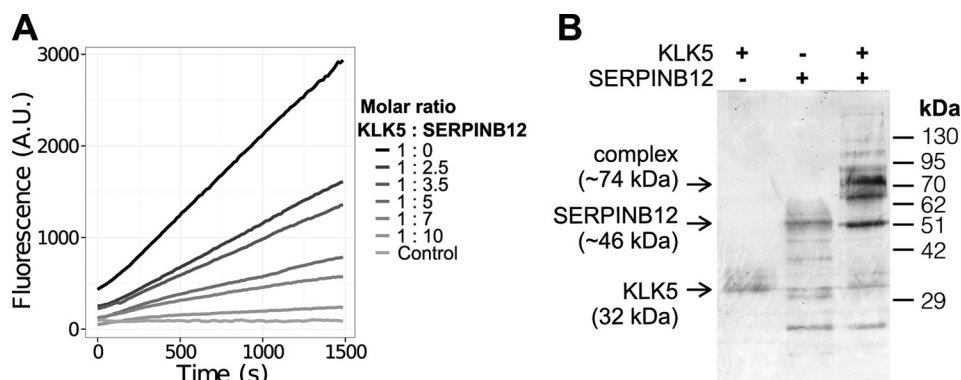 A
3000
2000
1000
0
0
500
1000
1500
Fluorescence (A.U.)
Time (s)
Molar ratio
KLK5 : SERPINB12
1 : 0
1 : 2.5
1 : 3.5
1 : 5
1 : 7
1 : 10
Control
B
KLK5 + - +
SERPINB12 - + +
complex
(~74 kDa)
SERPINB12
(~46 kDa)
KLK5
(32 kDa)
kDa
130
95
70
62
51
42
29